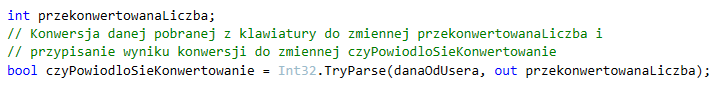 int przekonwertowanaLiczba;
// Konwersja danej pobranej z klawiatury do zmiennej przekonwertowanaLiczba i
// przypisanie wyniku konwersji do zmiennej czyPowiodloSieKonwertowanie
bool czyPowiodloSieKonwertowanie = Int32.TryParse(danaOdUsera, out przekonwertowanaLiczba);